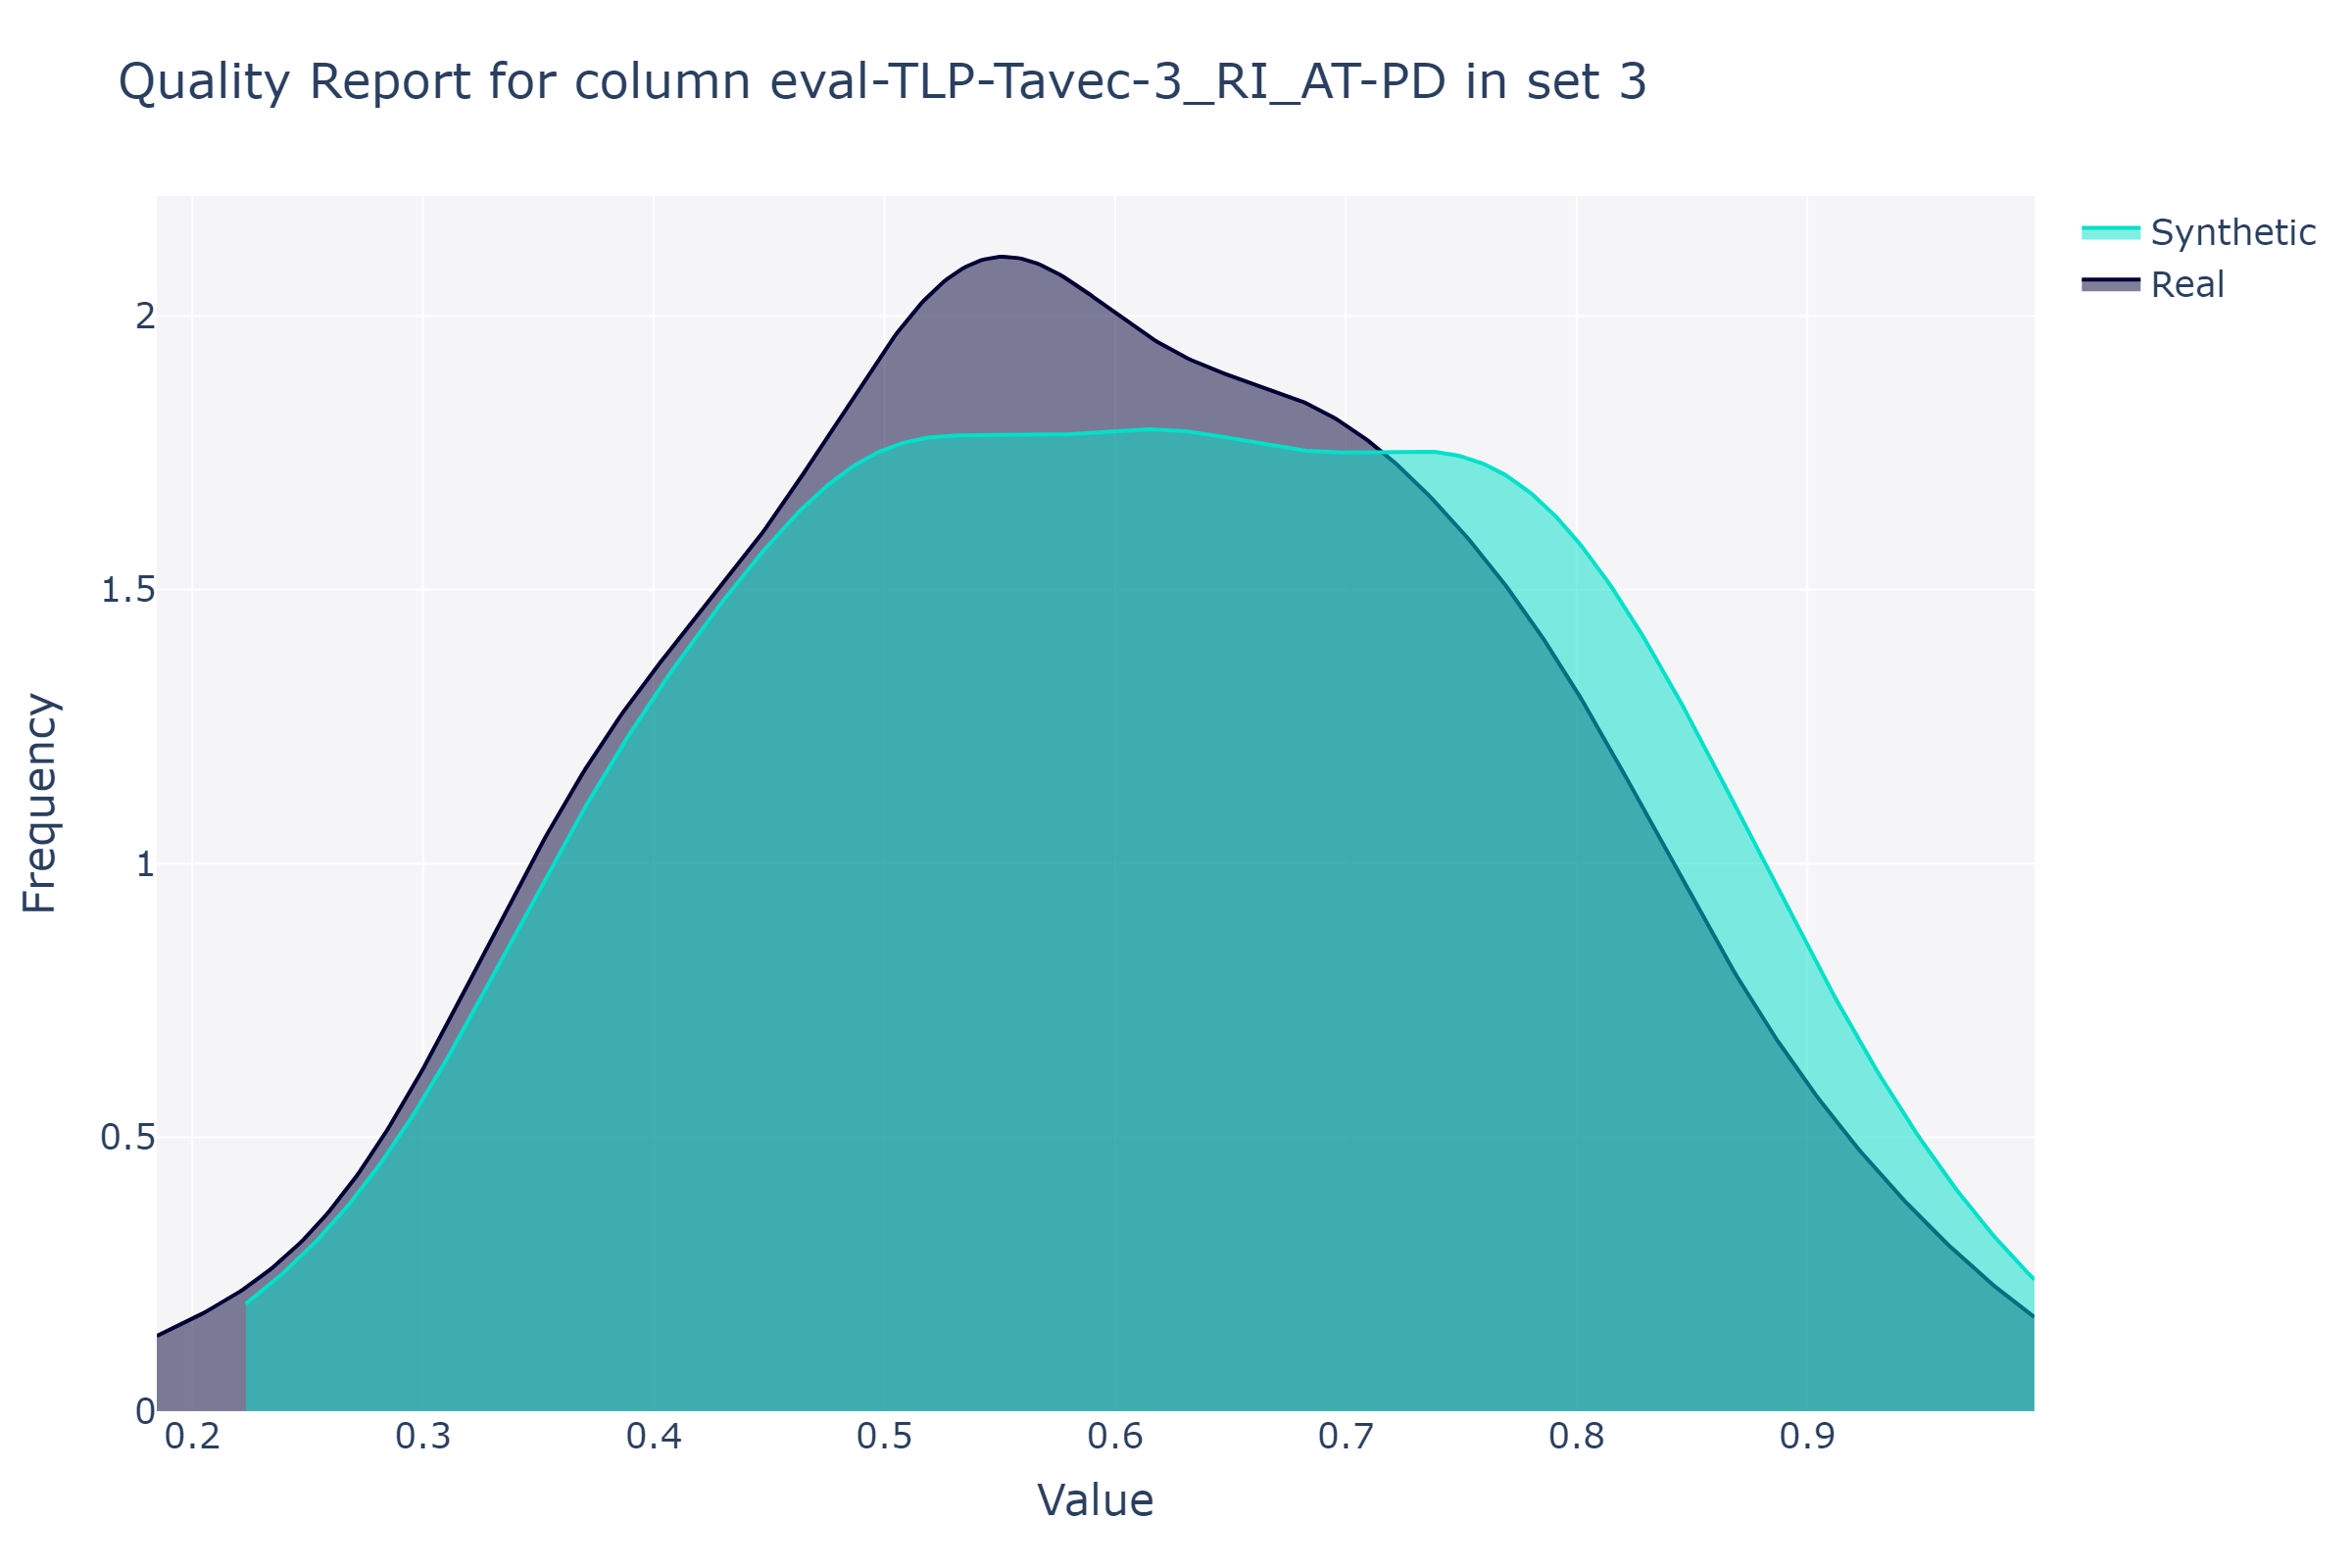 Quality Report for column eval-TLP-Tavec-3_RI_AT-PD in set 3
Synthetic
Real
Frequency
2
1.5
1
0.5
0
0.2 0.3 0.4 0.5 0.6 0.7 0.8 0.9
Value